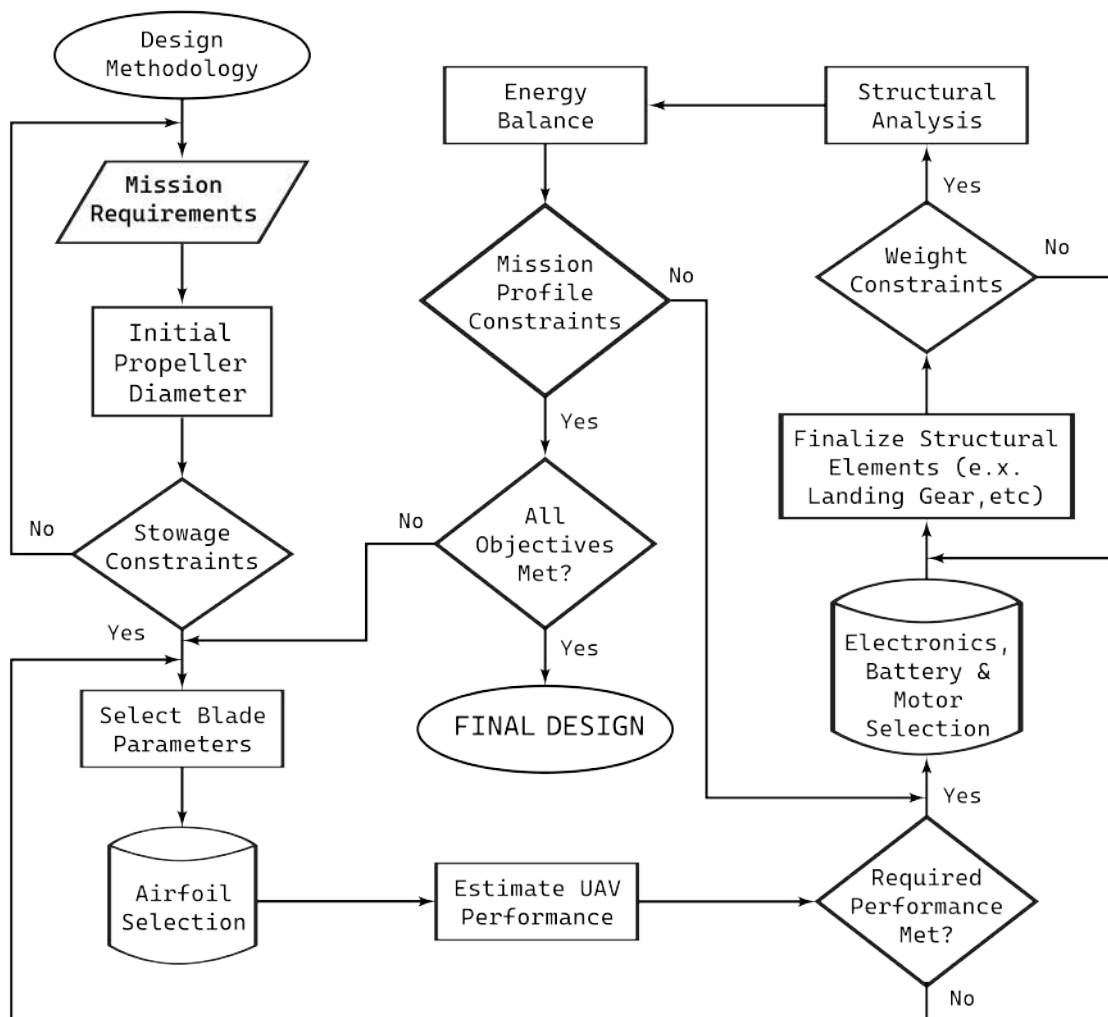 Design
Methodology
Mission
Requirements
Initial
Propeller
Diameter
No
Stowage
Constraints
Yes
Select Blade
Parameters
Airfoil
Selection
Estimate UAV
Performance
Required
Performance
Met?
No
Yes
Electronics,
Battery &
Motor
Selection
Finalize Structural
Elements (e.x.
Landing Gear,etc)
Weight
Constraints
No
Yes
Structural
Analysis
Energy
Balance
Mission
Profile
Constraints
No
Yes
All
Objectives
Met?
No
Yes
FINAL DESIGN